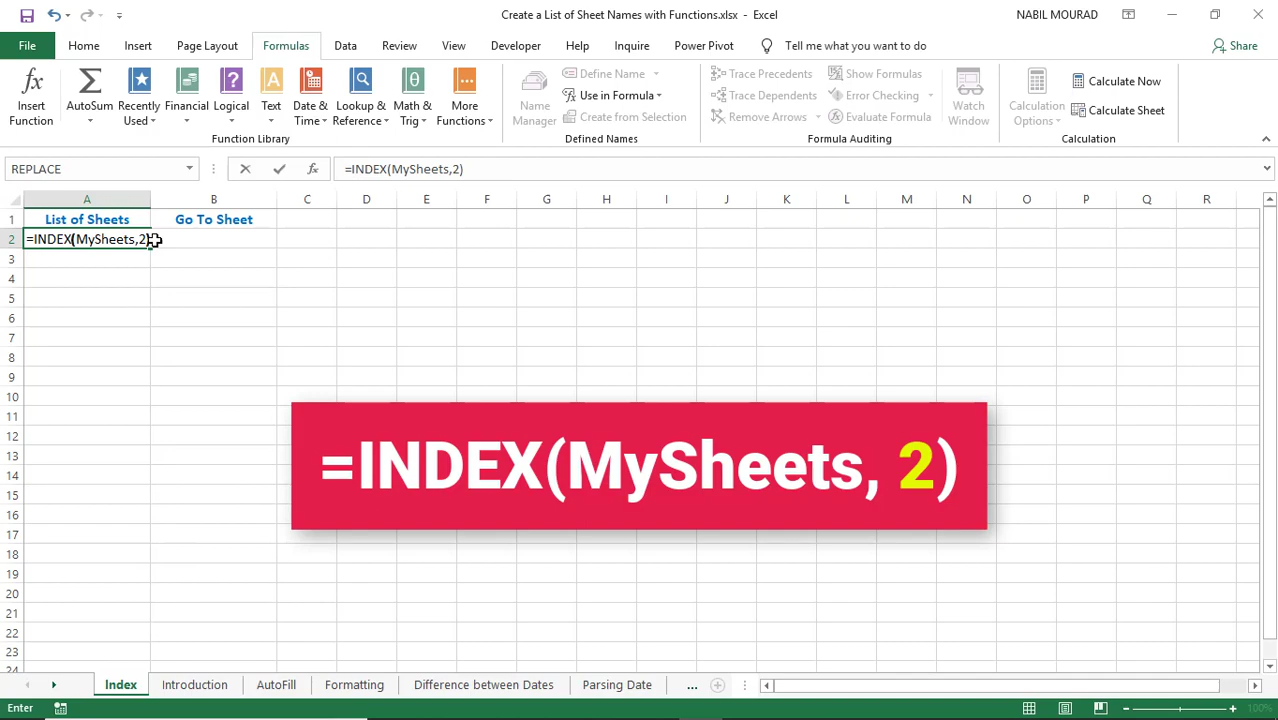 Create a List of Sheet Names with Functions.xlsx - Excel
NABIL MOURAD
File Home Insert Page Layout Formulas Data Review View Developer Help Inquire Power Pivot Tell me what you want to do Share
Insert Function
AutoSum
Recently Used
Financial
Logical
Text
Date & Time
Lookup & Reference
Math & Trig
More Functions
Function Library
Name Manager
Define Name
Use in Formula
Create from Selection
Defined Names
Trace Precedents
Trace Dependents
Remove Arrows
Show Formulas
Error Checking
Evaluate Formula
Watch Window
Formula Auditing
Calculation Options
Calculate Now
Calculate Sheet
Calculation
REPLACE
fx
=INDEX(MySheets,2)
A B C D E F G H I J K L M N O P Q R
1 List of Sheets Go To Sheet
2 =INDEX(MySheets,2)
3
4
5
6
7
8
9
10
11
12
13
14
15
16
17
18
19
20
21
22
23
24
=INDEX(MySheets, 2)
Index Introduction AutoFill Formatting Difference between Dates Parsing Date ...
Enter
100%